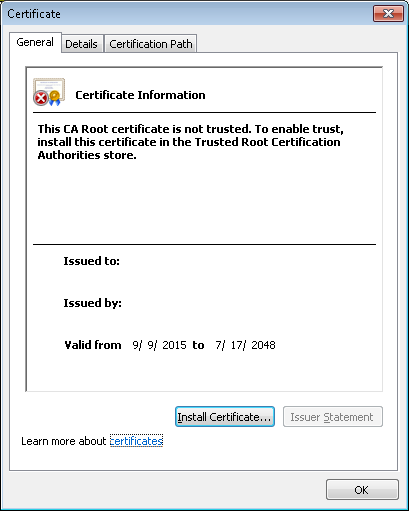 Certificate
General Details Certification Path
Certificate Information
This CA Root certificate is not trusted. To enable trust,
install this certificate in the Trusted Root Certification
Authorities store.
Issued to:
Issued by:
Valid from 9/ 9/ 2015 to 7/ 17/ 2048
Install Certificate... Issuer Statement
Learn more about certificates
OK